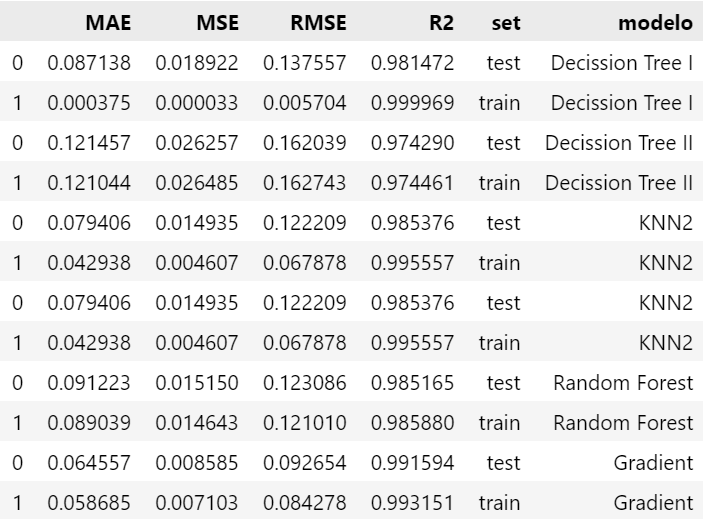 MAE MSE RMSE R2 set modelo
0 0.087138 0.018922 0.137557 0.981472 test Decission Tree I
1 0.000375 0.000033 0.005704 0.999969 train Decission Tree I
0 0.121457 0.026257 0.162039 0.974290 test Decission Tree II
1 0.121044 0.026485 0.162743 0.974461 train Decission Tree II
0 0.079406 0.014935 0.122209 0.985376 test KNN2
1 0.042938 0.004607 0.067878 0.995557 train KNN2
0 0.079406 0.014935 0.122209 0.985376 test KNN2
1 0.042938 0.004607 0.067878 0.995557 train KNN2
0 0.091223 0.015150 0.123086 0.985165 test Random Forest
1 0.089039 0.014643 0.121010 0.985880 train Random Forest
0 0.064557 0.008585 0.092654 0.991594 test Gradient
1 0.058685 0.007103 0.084278 0.993151 train Gradient